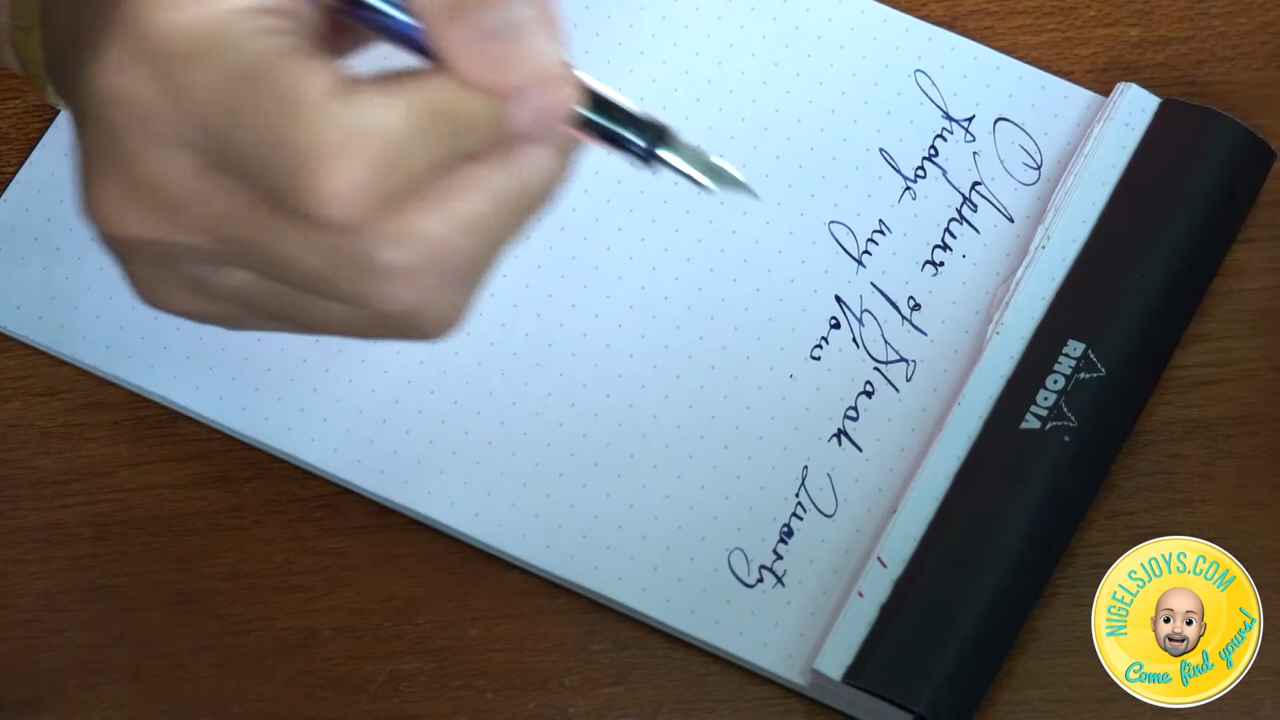 Sphinx of Black Quartz
Judge my Vow.
RHODIA
NIGELSJOYS.COM
Come find yours!